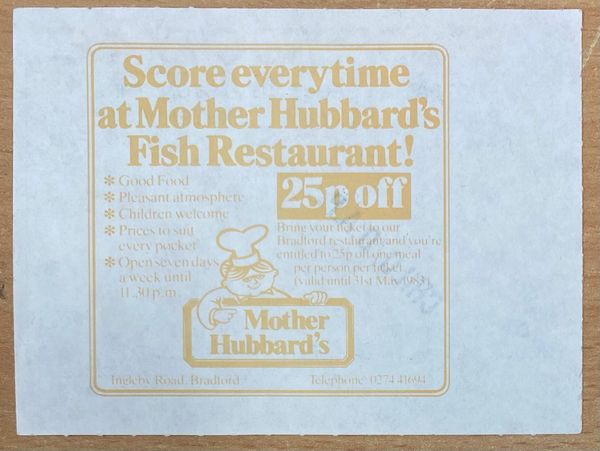 Score everytime
at Mother Hubbard's
Fish Restaurant!
* Good Food
* Pleasant atmosphere
* Children welcome
* Prices to suit
every pocket
* Open seven days
a week until
11.30 p.m.
25p off
Bring your ticket to our
Bradford restaurant and you're
entitled to 25p off one meal
per person per ticket
(valid until 31st May 1983)
Mother
Hubbard's
Ingleby Road, Bradford
Telephone: 0274 41694